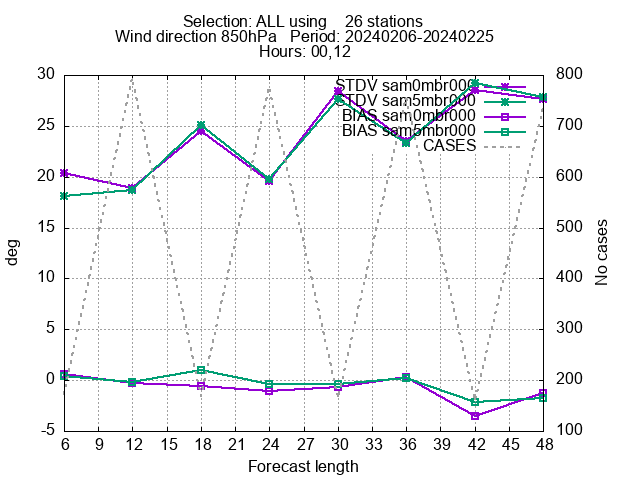 Selection: ALL using    26 stations
Wind direction 850hPa   Period: 20240206-20240225
Hours: 00,12
30
25
20
15
10
5
0
-5
deg
800
700
600
500
400
300
200
100
No cases
STDV sam0mbr000
STDV sam5mbr000
BIAS sam0mbr000
BIAS sam5mbr000
CASES
6 9 12 15 18 21 24 27 30 33 36 39 42 45 48
Forecast length